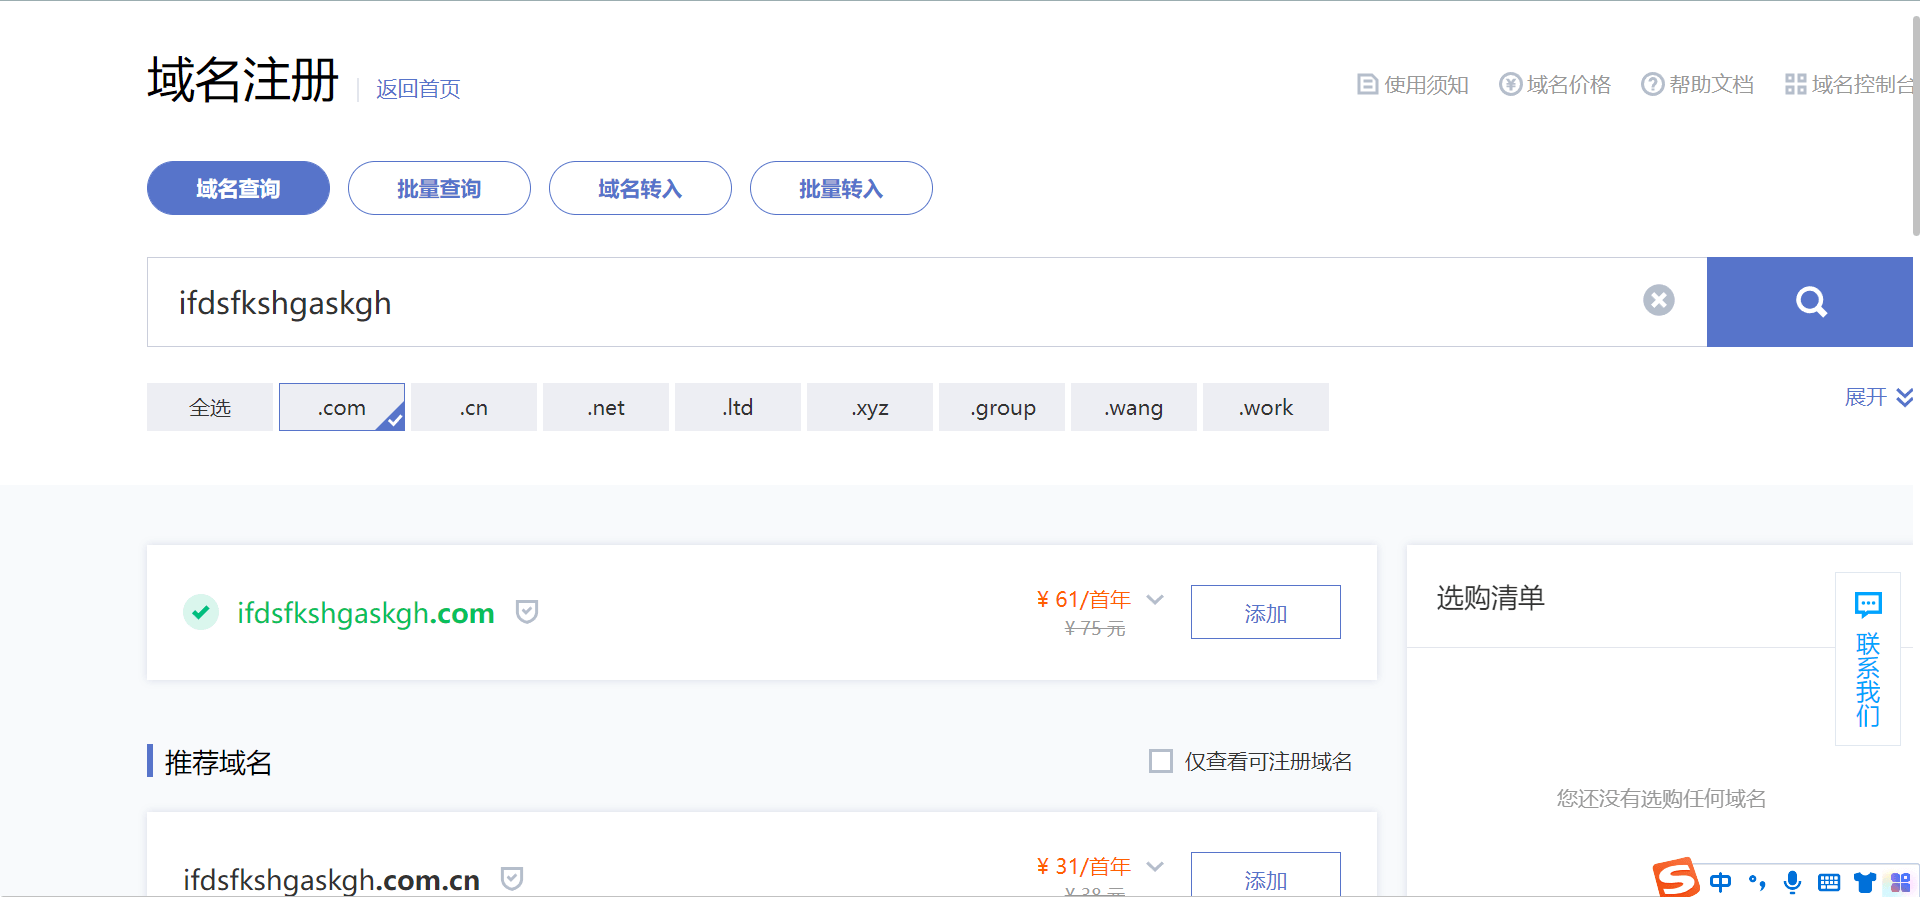 域名注册
返回首页
使用须知
域名价格
帮助文档
域名控制台
域名查询
批量查询
域名转入
批量转入
ifdsfkshgaskgh
全选
.com
.cn
.net
.ltd
.xyz
.group
.wang
.work
展开
ifdsfkshgaskgh.com
¥ 61/首年
¥ 75 元
添加
选购清单
联系我们
推荐域名
仅查看可注册域名
您还没有选购任何域名
ifdsfkshgaskgh.com.cn
¥ 31/首年
¥ 38 元
添加
S 中